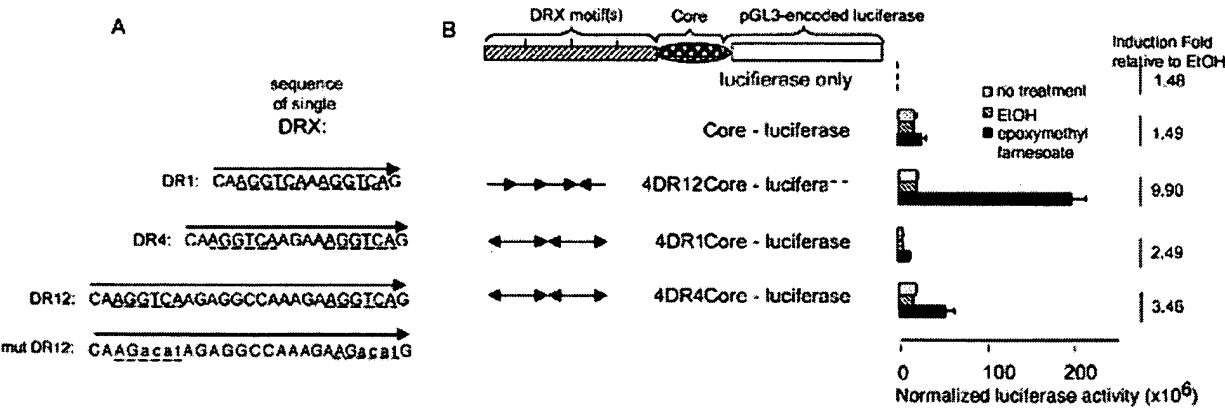 A
sequence
of single
DRX:
DR1: CAAGGTCAAAGGTCAG
DR4: CAAGGTCAAGAAAGGTCAG
DR12: CAAGGTCAAGAGGCCAAAGAAGGTCAG
mut DR12: CAAGacatAGAGGCCAAAGAAGacatG
B
DRX motif(s) Core pGL3-encoded luciferase
lucifierase only
Core - luciferase
4DR12Core - lucifera
4DR1Core - luciferase
4DR4Core - luciferase
no treatment
EtOH
epoxymethyl
farnesoate
Induction Fold
relative to EtOH
1.48
1.49
9.90
2.49
3.46
0 100 200
Normalized luciferase activity (x10⁶)